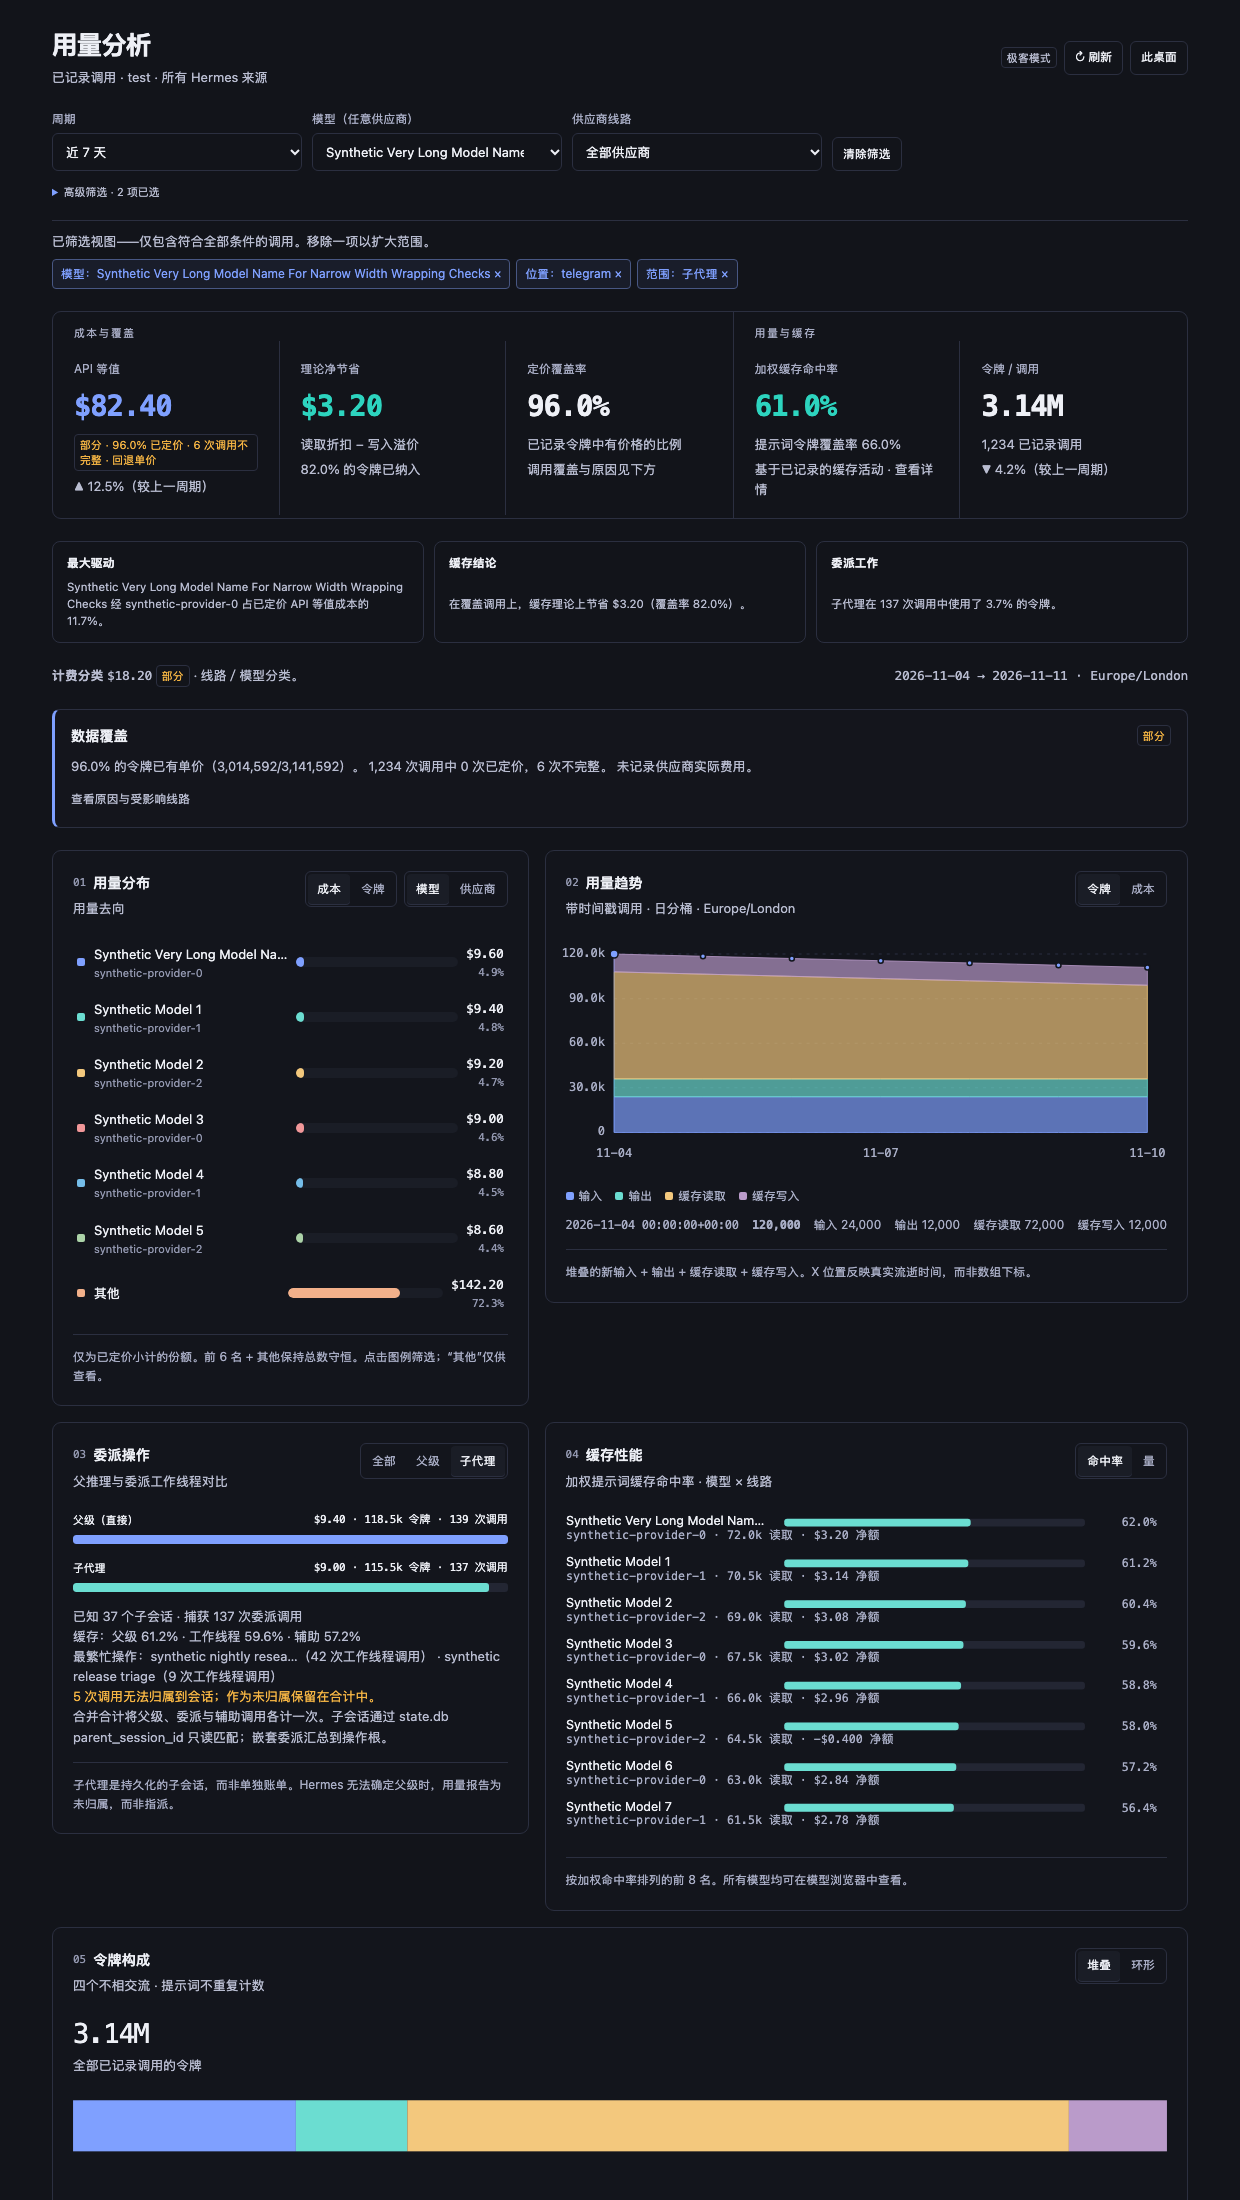 用量分析
已记录调用 · test · 所有 Hermes 来源
极客模式
↻ 刷新
此桌面
周期
模型（任意供应商）
供应商线路
近 7 天
Synthetic Very Long Model Name
全部供应商
清除筛选
▶ 高级筛选 · 2 项已选
已筛选视图——仅包含符合全部条件的调用。移除一项以扩大范围。
模型：Synthetic Very Long Model Name For Narrow Width Wrapping Checks ×
位置：telegram ×
范围：子代理 ×
成本与覆盖
用量与缓存
API 等值
理论净节省
定价覆盖率
加权缓存命中率
令牌 / 调用
$82.40
$3.20
96.0%
61.0%
3.14M
部分 · 96.0% 已定价 · 6 次调用不
完整 · 回退单价
▲ 12.5%（较上一周期）
读取折扣 − 写入溢价
82.0% 的令牌已纳入
已记录令牌中有价格的比例
调用覆盖与原因见下方
提示词令牌覆盖率 66.0%
基于已记录的缓存活动 · 查看详
情
1,234 已记录调用
▼ 4.2%（较上一周期）
最大驱动
Synthetic Very Long Model Name For Narrow Width Wrapping
Checks 经 synthetic-provider-0 占已定价 API 等值成本的
11.7%。
缓存结论
在覆盖调用上，缓存理论上节省 $3.20（覆盖率 82.0%）。
委派工作
子代理在 137 次调用中使用了 3.7% 的令牌。
计费分类 $18.20 部分 · 线路 / 模型分类。
2026-11-04 → 2026-11-11 · Europe/London
数据覆盖
部分
96.0% 的令牌已有单价（3,014,592/3,141,592）。 1,234 次调用中 0 次已定价，6 次不完整。 未记录供应商实际费用。
查看原因与受影响线路
01 用量分布
成本
令牌
模型
供应商
用量去向
Synthetic Very Long Model Na…
$9.60
synthetic-provider-0
4.9%
Synthetic Model 1
$9.40
synthetic-provider-1
4.8%
Synthetic Model 2
$9.20
synthetic-provider-2
4.7%
Synthetic Model 3
$9.00
synthetic-provider-0
4.6%
Synthetic Model 4
$8.80
synthetic-provider-1
4.5%
Synthetic Model 5
$8.60
synthetic-provider-2
4.4%
其他
$142.20
72.3%
仅为已定价小计的份额。前 6 名 + 其他保持总数守恒。点击图例筛选；“其他”仅供
查看。
02 用量趋势
令牌
成本
带时间戳调用 · 日分桶 · Europe/London
120.0k
90.0k
60.0k
30.0k
0
11-04
11-07
11-10
输入
输出
缓存读取
缓存写入
2026-11-04 00:00:00+00:00 120,000 输入 24,000 输出 12,000 缓存读取 72,000 缓存写入 12,000
堆叠的新输入 + 输出 + 缓存读取 + 缓存写入。X 位置反映真实流逝时间，而非数组下标。
03 委派操作
全部
父级
子代理
父推理与委派工作线程对比
父级（直接）
$9.40 · 118.5k 令牌 · 139 次调用
子代理
$9.00 · 115.5k 令牌 · 137 次调用
已知 37 个子会话 · 捕获 137 次委派调用
缓存：父级 61.2% · 工作线程 59.6% · 辅助 57.2%
最繁忙操作：synthetic nightly resea…（42 次工作线程调用） · synthetic
release triage（9 次工作线程调用）
5 次调用无法归属到会话；作为未归属保留在合计中。
合并合计将父级、委派与辅助调用各计一次。子会话通过 state.db
parent_session_id 只读匹配；嵌套委派汇总到操作根。
子代理是持久化的子会话，而非单独账单。Hermes 无法确定父级时，用量报告为
未归属，而非指派。
04 缓存性能
命中率
量
加权提示词缓存命中率 · 模型 × 线路
Synthetic Very Long Model Nam…
62.0%
synthetic-provider-0 · 72.0k 读取 · $3.20 净额
Synthetic Model 1
61.2%
synthetic-provider-1 · 70.5k 读取 · $3.14 净额
Synthetic Model 2
60.4%
synthetic-provider-2 · 69.0k 读取 · $3.08 净额
Synthetic Model 3
59.6%
synthetic-provider-0 · 67.5k 读取 · $3.02 净额
Synthetic Model 4
58.8%
synthetic-provider-1 · 66.0k 读取 · $2.96 净额
Synthetic Model 5
58.0%
synthetic-provider-2 · 64.5k 读取 · -$0.400 净额
Synthetic Model 6
57.2%
synthetic-provider-0 · 63.0k 读取 · $2.84 净额
Synthetic Model 7
56.4%
synthetic-provider-1 · 61.5k 读取 · $2.78 净额
按加权命中率排列的前 8 名。所有模型均可在模型浏览器中查看。
05 令牌构成
堆叠
环形
四个不相交流 · 提示词不重复计数
3.14M
全部已记录调用的令牌